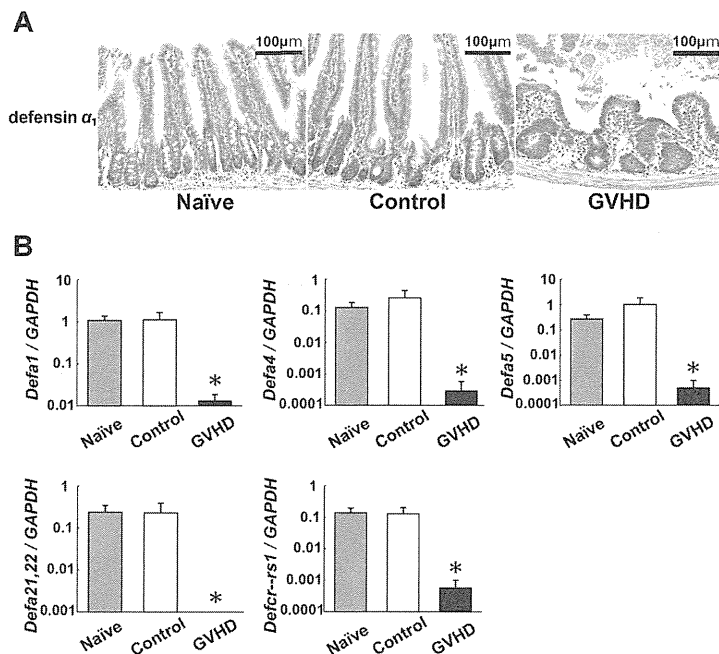 A
100µm
100µm
100µm
defensin α1
Naïve
Control
GVHD
B
Defa1 / GAPDH
10
1
0.1
0.01
*
Naïve
Control
GVHD
Defa4 / GAPDH
1
0.1
0.01
0.001
0.0001
*
Naïve
Control
GVHD
Defa5 / GAPDH
10
1
0.1
0.01
0.001
0.0001
*
Naïve
Control
GVHD
Defa21,22 / GAPDH
1
0.1
0.01
0.001
*
Naïve
Control
GVHD
Defcr--rs1 / GAPDH
1
0.1
0.01
0.001
0.0001
*
Naïve
Control
GVHD